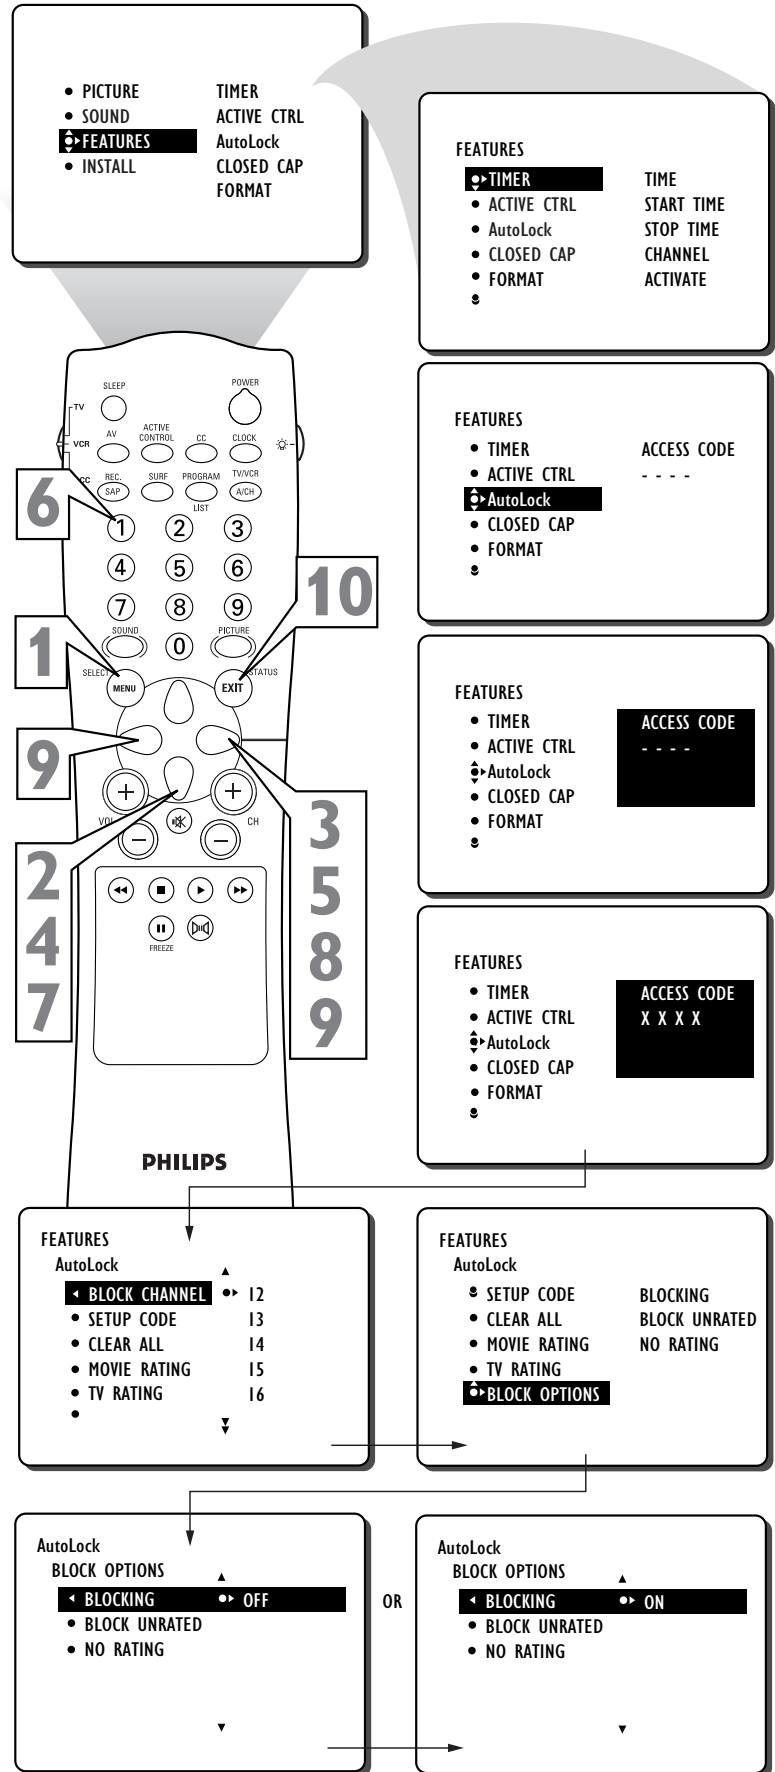 PICTURE TIMER
SOUND ACTIVE CTRL
FEATURES AutoLock
INSTALL CLOSED CAP
FORMAT
FEATURES
TIMER TIME
ACTIVE CTRL START TIME
AutoLock STOP TIME
CLOSED CAP CHANNEL
FORMAT ACTIVATE
FEATURES
TIMER ACCESS CODE
ACTIVE CTRL - - - -
AutoLock
CLOSED CAP
FORMAT
FEATURES
TIMER ACCESS CODE
ACTIVE CTRL - - - -
AutoLock
CLOSED CAP
FORMAT
FEATURES
TIMER ACCESS CODE
ACTIVE CTRL X X X X
AutoLock
CLOSED CAP
FORMAT
SLEEP POWER
TV
VCR
AV ACTIVE CONTROL CC CLOCK
CC REC. SURF PROGRAM TV/VCR
SAP A/CH
LIST
6
1 2 3
4 5 6
7 8 9
10
SOUND 0 PICTURE
1
SELECT STATUS
MENU EXIT
9
VOL CH
2
4
7
3
5
8
9
FREEZE
PHILIPS
FEATURES
AutoLock
BLOCK CHANNEL 12
SETUP CODE 13
CLEAR ALL 14
MOVIE RATING 15
TV RATING 16
FEATURES
AutoLock
SETUP CODE BLOCKING
CLEAR ALL BLOCK UNRATED
MOVIE RATING NO RATING
TV RATING
BLOCK OPTIONS
AutoLock
BLOCK OPTIONS
BLOCKING OFF
BLOCK UNRATED
NO RATING
OR
AutoLock
BLOCK OPTIONS
BLOCKING ON
BLOCK UNRATED
NO RATING